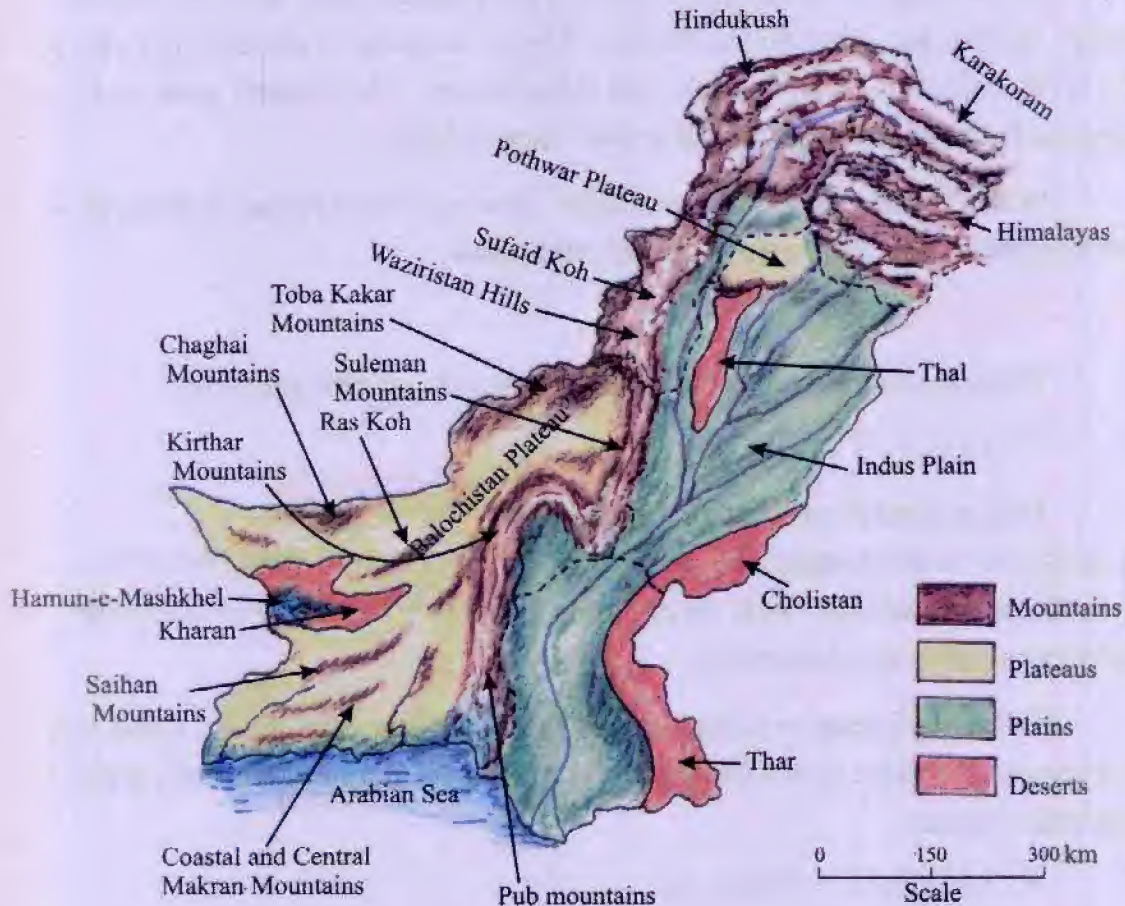 Hindukush
Karakoram
Pothwar Plateau
Himalayas
Sufaid Koh
Waziristan Hills
Toba Kakar
Mountains
Chaghai
Mountains
Suleman
Mountains
Thal
Ras Koh
Kirthar
Mountains
Balochistan Plateau
Indus Plain
Hamun-e-Mashkhel
Kharan
Cholistan
Mountains
Plateaus
Saihan
Mountains
Plains
Thar
Deserts
Arabian Sea
Coastal and Central
Makran Mountains
Pub mountains
0 150 300 km
Scale